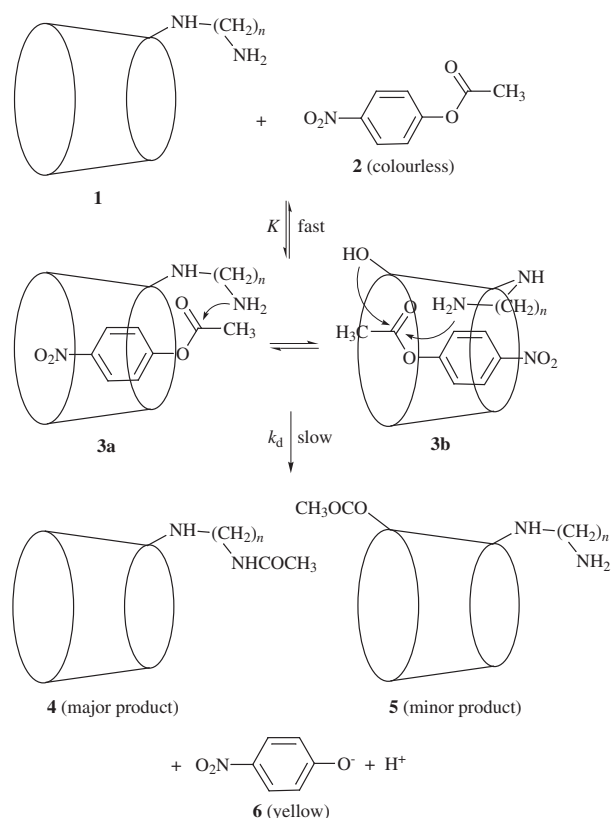 NH (CH2)n
NH2
O
CH3
O2N O
+
2 (colourless)
1
K fast
NH (CH2)n
NH2
O
CH3
O2N O
3a
HO
NH
H2N (CH2)n
O
H3C
O NO2
3b
kd slow
NH (CH2)n
NHCOCH3
4 (major product)
CH3OCO
NH (CH2)n
NH2
5 (minor product)
+ O2N O- + H+
6 (yellow)